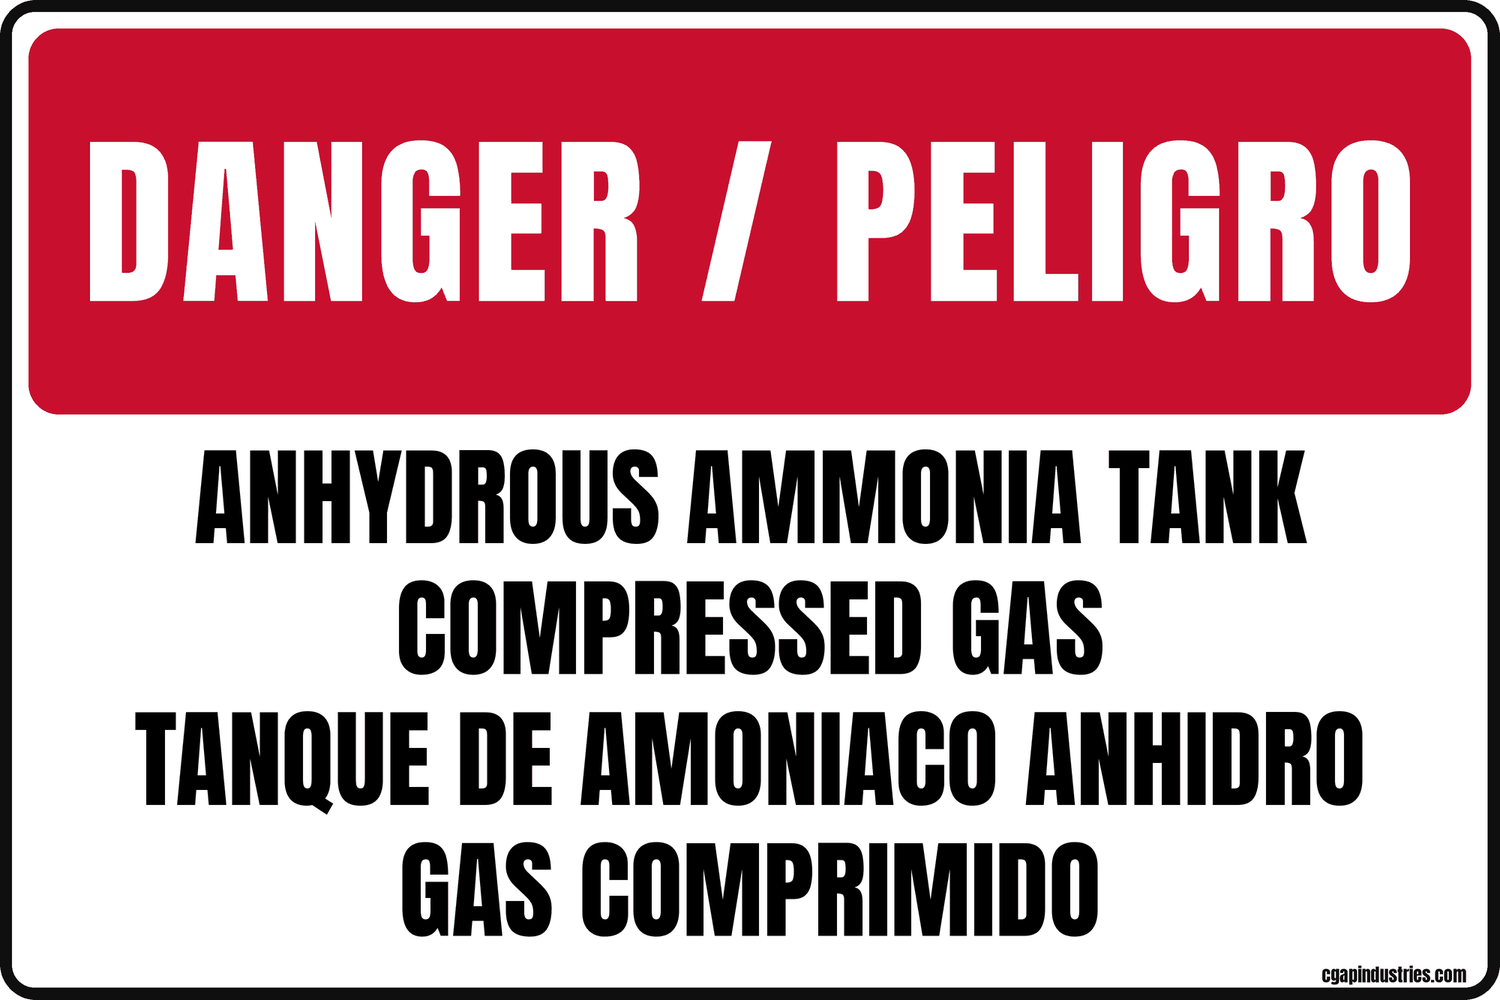 DANGER / PELIGRO
ANHYDROUS AMMONIA TANK
COMPRESSED GAS
TANQUE DE AMONIACO ANHIDRO
GAS COMPRIMIDO
cgapindustries.com